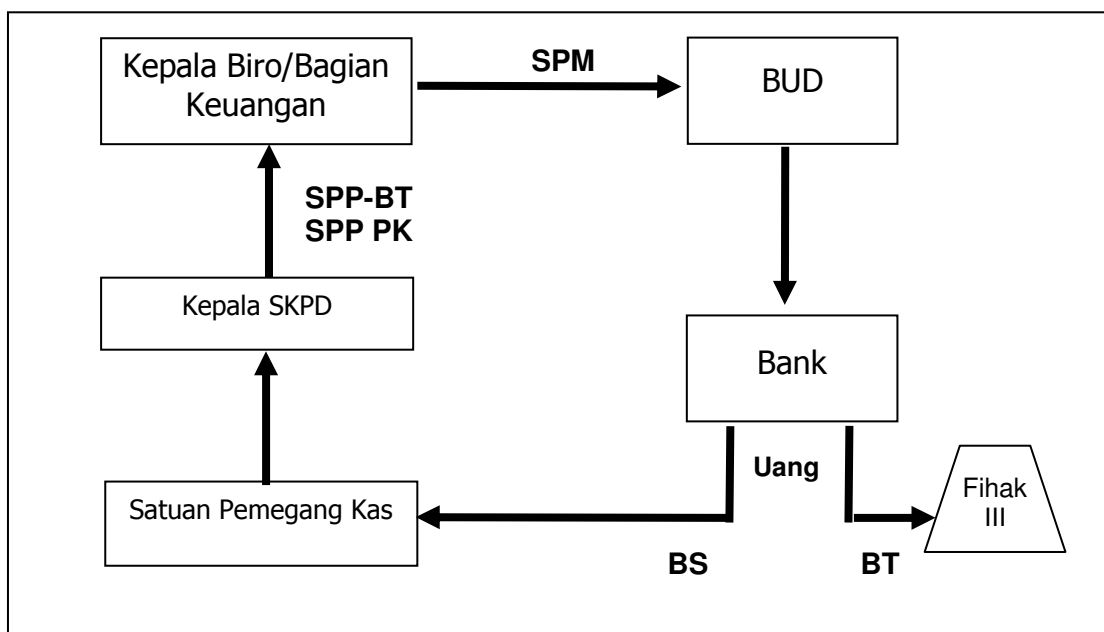 Kepala Biro/Bagian
Keuangan
SPM
BUD
SPP-BT
SPP PK
Kepala SKPD
Bank
Uang
Fihak
III
Satuan Pemegang Kas
BS
BT